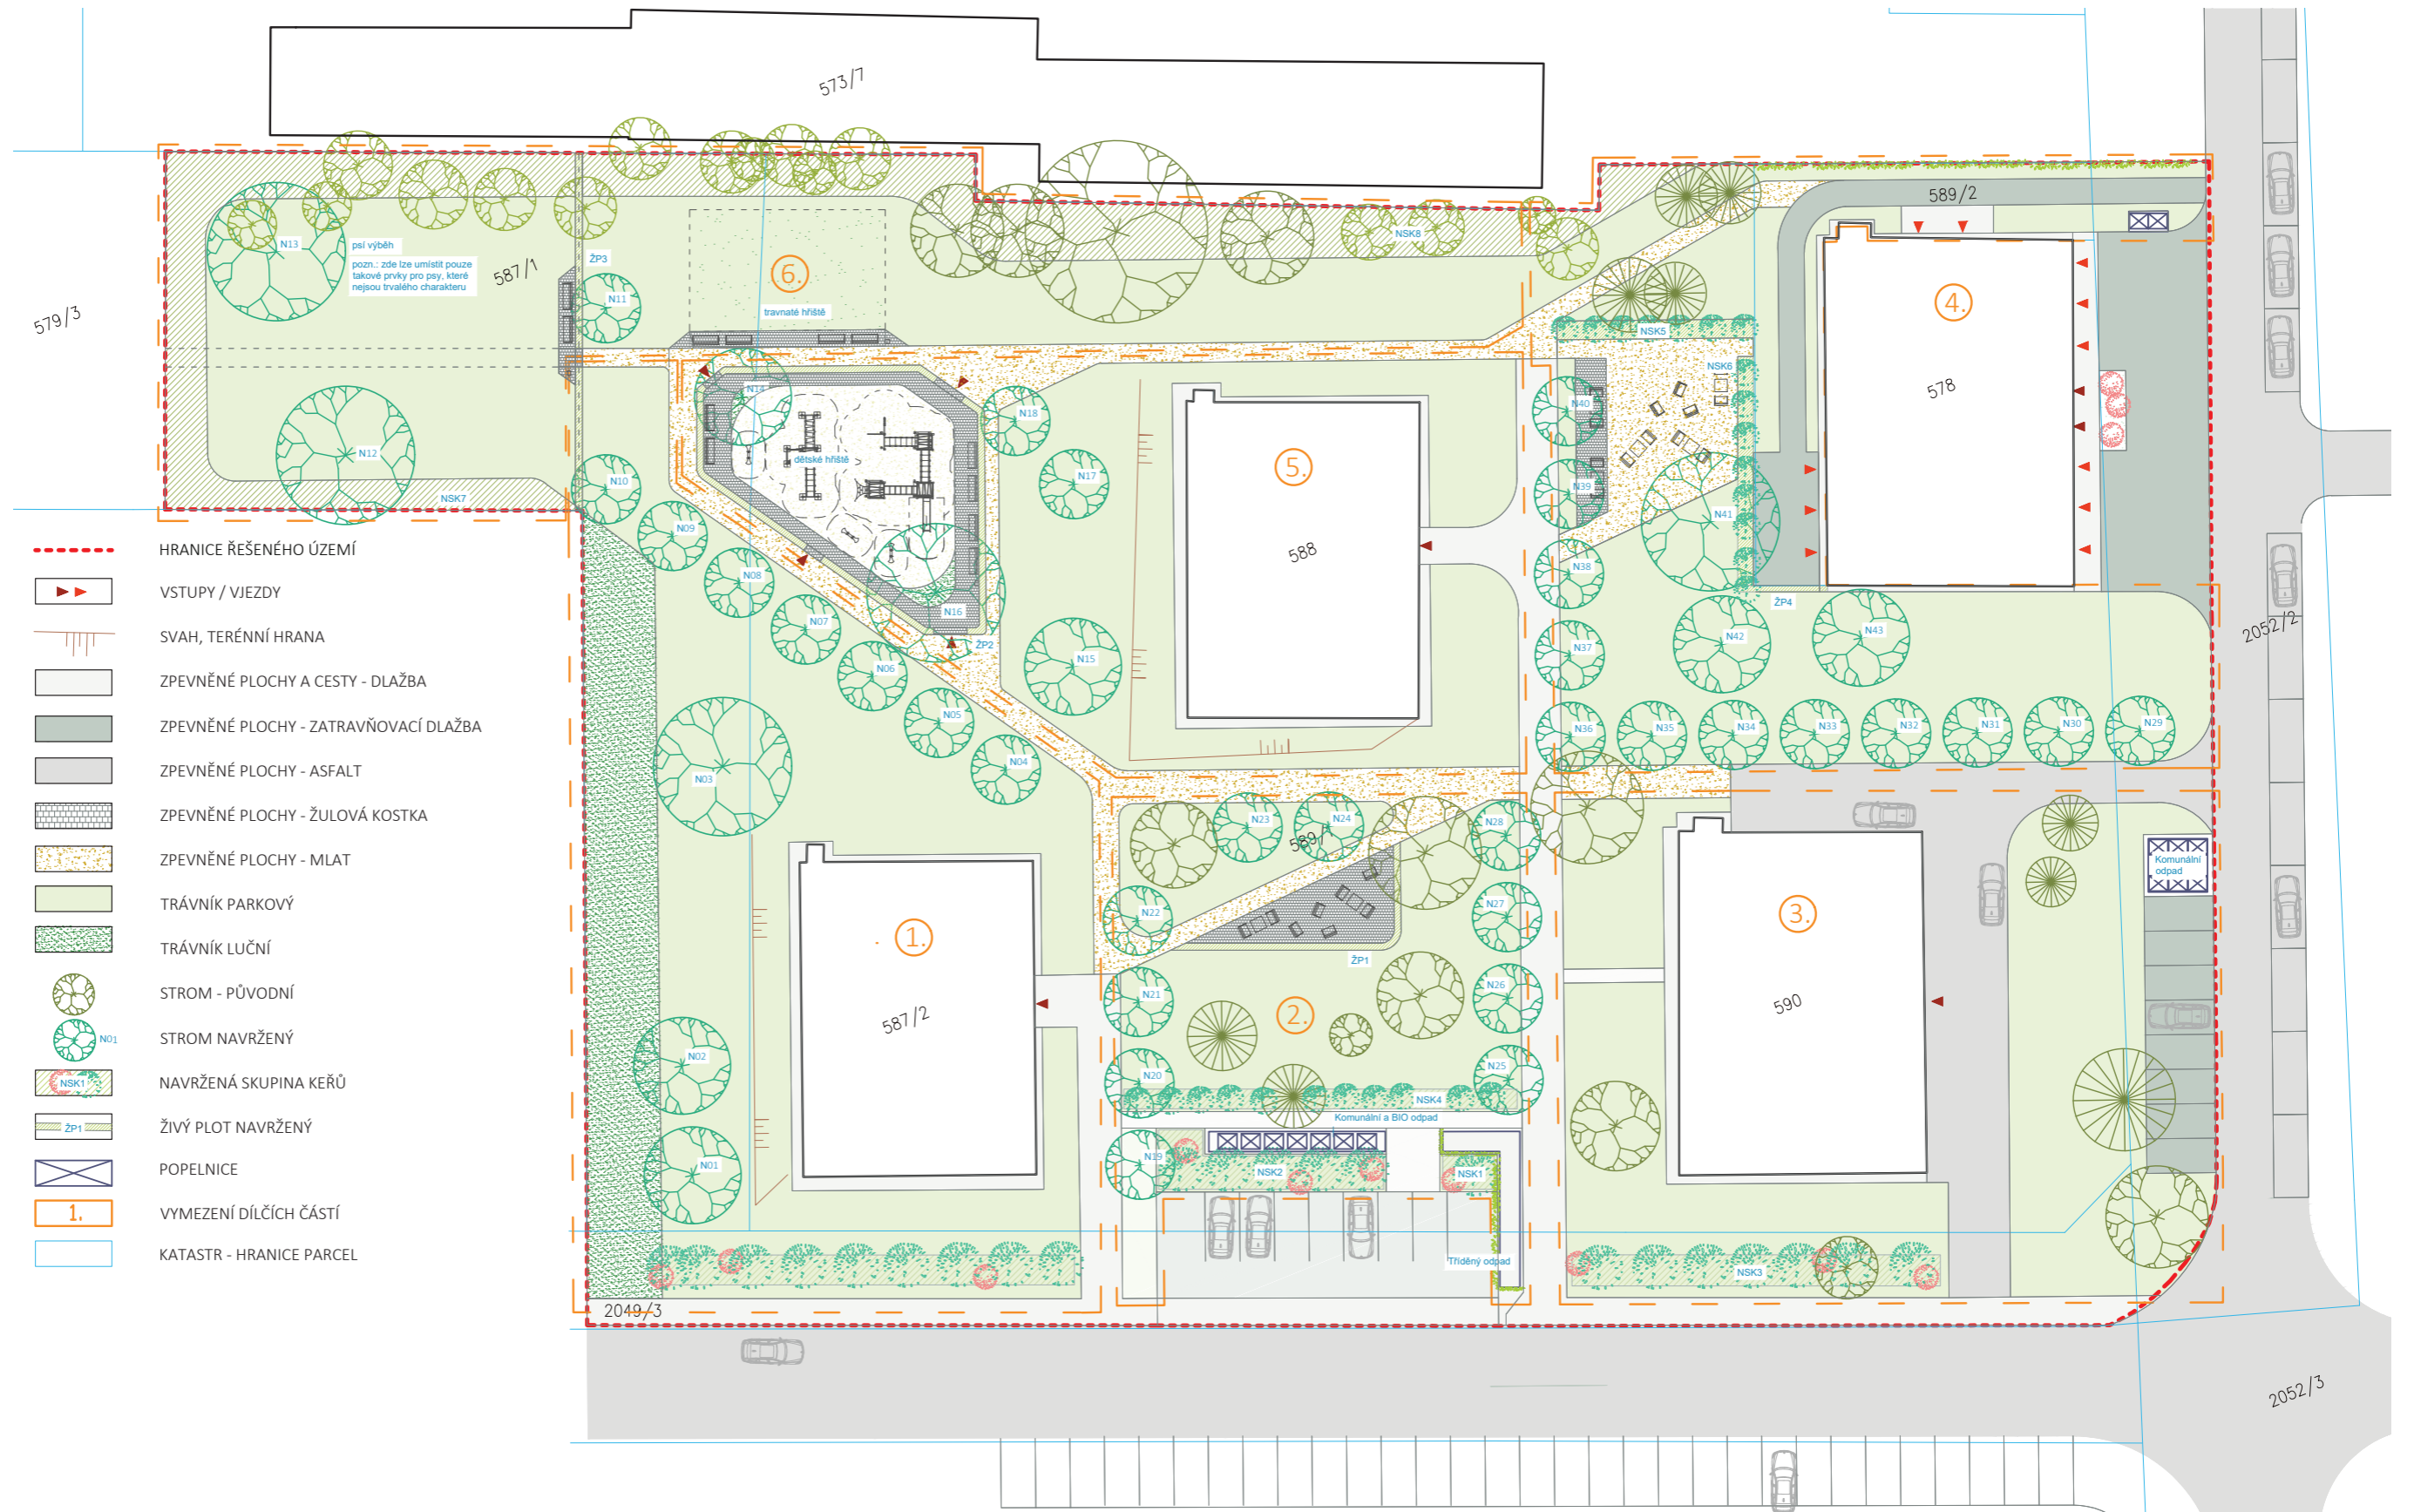 573/7
589/2
N13
psí výběh
pozn.: zde lze umístit pouze
takové prvky pro psy, které
nejsou trvalého charakteru
587/1
ŽP3
N11
6.
travnaté hřiště
NSK8
4.
579/3
NSK5
NSK6
578
N14
N18
N40
dětské hřiště
N12
N10
N17
5.
N39
N41
NSK7
N09
588
N38
N08
N16
ŽP4
N07
ŽP2
N37
N42
N43
2052/2
N06
N15
N05
N36
N35
N34
N33
N32
N31
N30
N29
N03
N04
N23
N24
N28
589/1
Komunální
odpad
N22
N27
1.
3.
ŽP1
N21
N26
587/2
2.
590
N02
N20
N25
NSK4
Komunální a BIO odpad
N01
N19
NSK2
NSK1
Tříděný odpad
NSK3
2049/3
2052/3
HRANICE ŘEŠENÉHO ÚZEMÍ
VSTUPY / VJEZDY
SVAH, TERÉNNÍ HRANA
ZPEVNĚNÉ PLOCHY A CESTY - DLAŽBA
ZPEVNĚNÉ PLOCHY - ZATRAVŇOVACÍ DLAŽBA
ZPEVNĚNÉ PLOCHY - ASFALT
ZPEVNĚNÉ PLOCHY - ŽULOVÁ KOSTKA
ZPEVNĚNÉ PLOCHY - MLAT
TRÁVNÍK PARKOVÝ
TRÁVNÍK LUČNÍ
STROM - PŮVODNÍ
N01 STROM NAVRŽENÝ
NSK1 NAVRŽENÁ SKUPINA KEŘŮ
ŽP1 ŽIVÝ PLOT NAVRŽENÝ
POPELNICE
1. VYMEZENÍ DÍLČÍCH ČÁSTÍ
KATASTR - HRANICE PARCEL